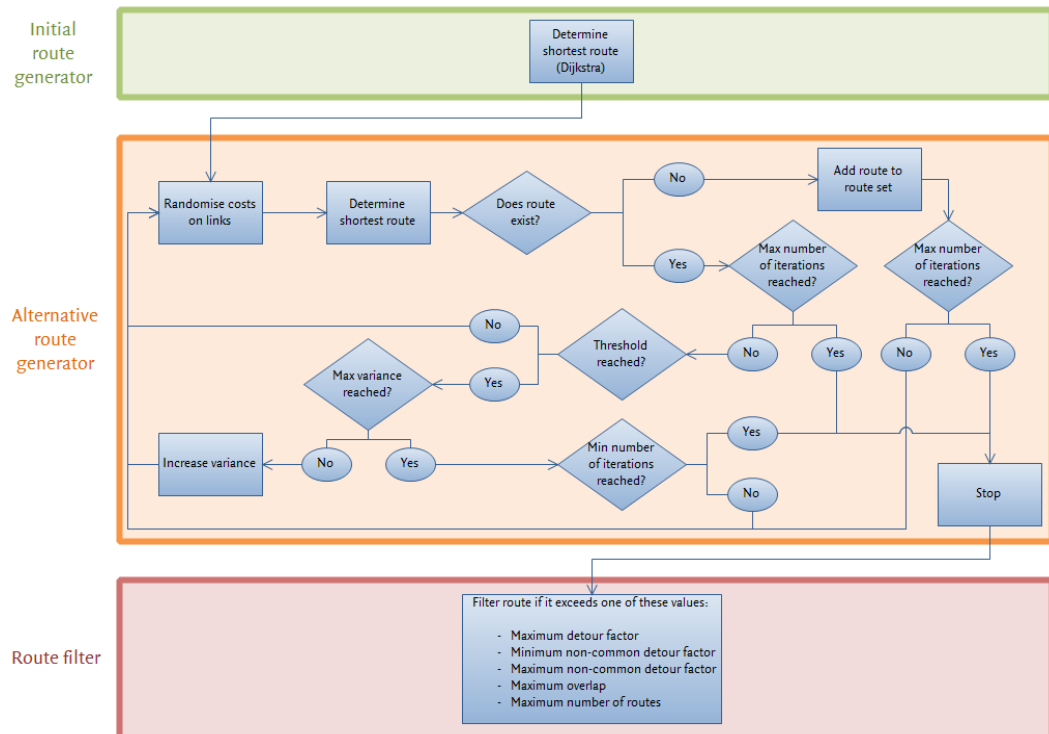 Initial
route
generator
Determine
shortest route
(Dijkstra)
Alternative
route
generator
Randomise costs
on links
Determine
shortest route
Does route
exist?
No
Add route to
route set
Yes
Max number
of iterations
reached?
Max number
of iterations
reached?
No
Threshold
reached?
No
Yes
No
Yes
Max variance
reached?
Yes
Increase variance
No
Yes
Min number
of iterations
reached?
Yes
No
Stop
Route filter
Filter route if it exceeds one of these values:
- Maximum detour factor
- Minimum non-common detour factor
- Maximum non-common detour factor
- Maximum overlap
- Maximum number of routes